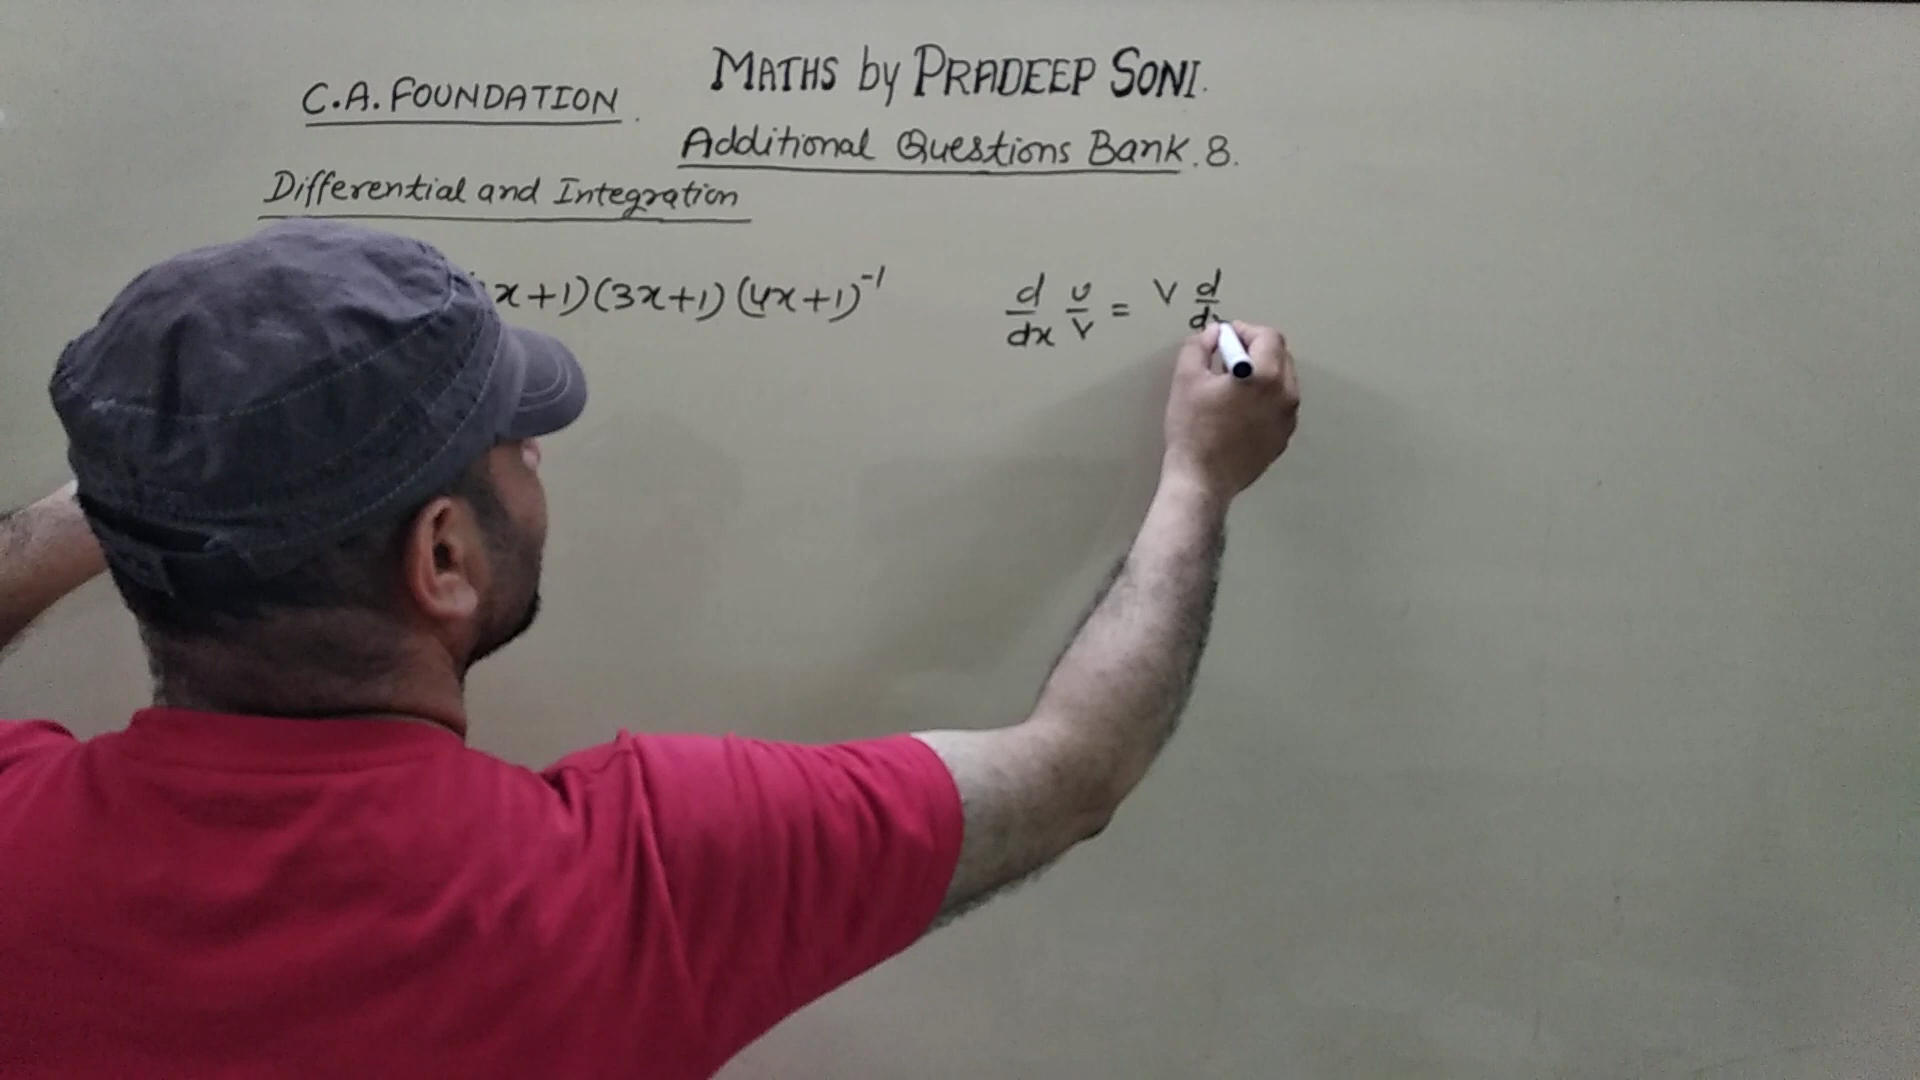 MATHS by PRADEEP SONI.
C.A. FOUNDATION.
Additional Questions Bank. 8.
Differential and Integration
x+1)(3x+1)(4x+1)⁻¹
d/dx u/v = v d/dx